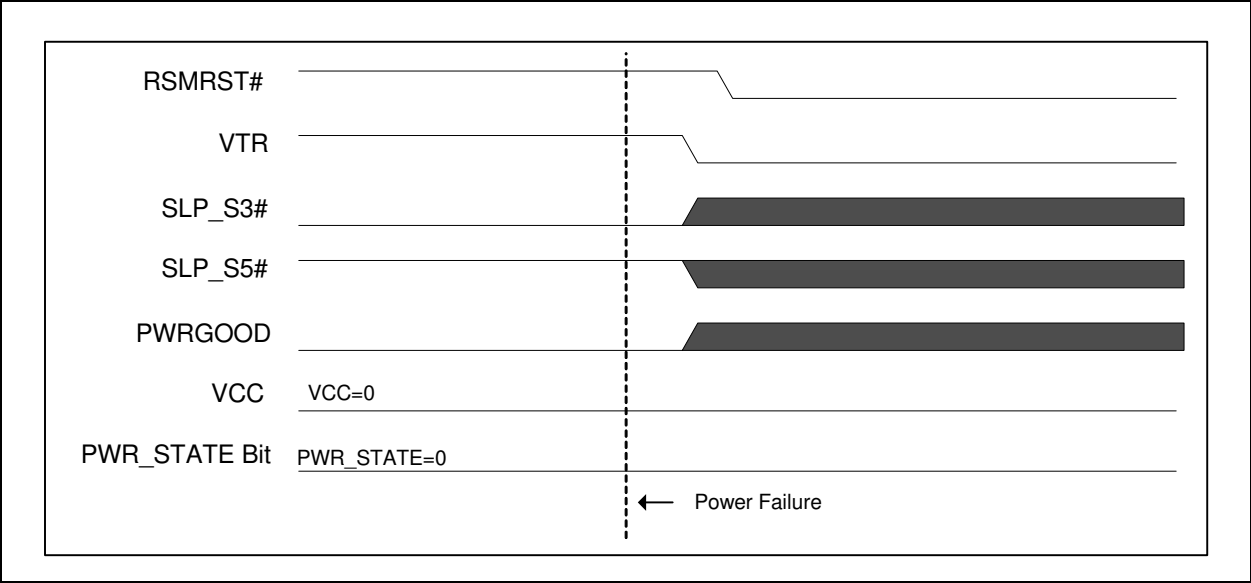 RSMRST#
VTR
SLP_S3#
SLP_S5#
PWRGOOD
VCC VCC=0
PWR_STATE Bit PWR_STATE=0
Power Failure